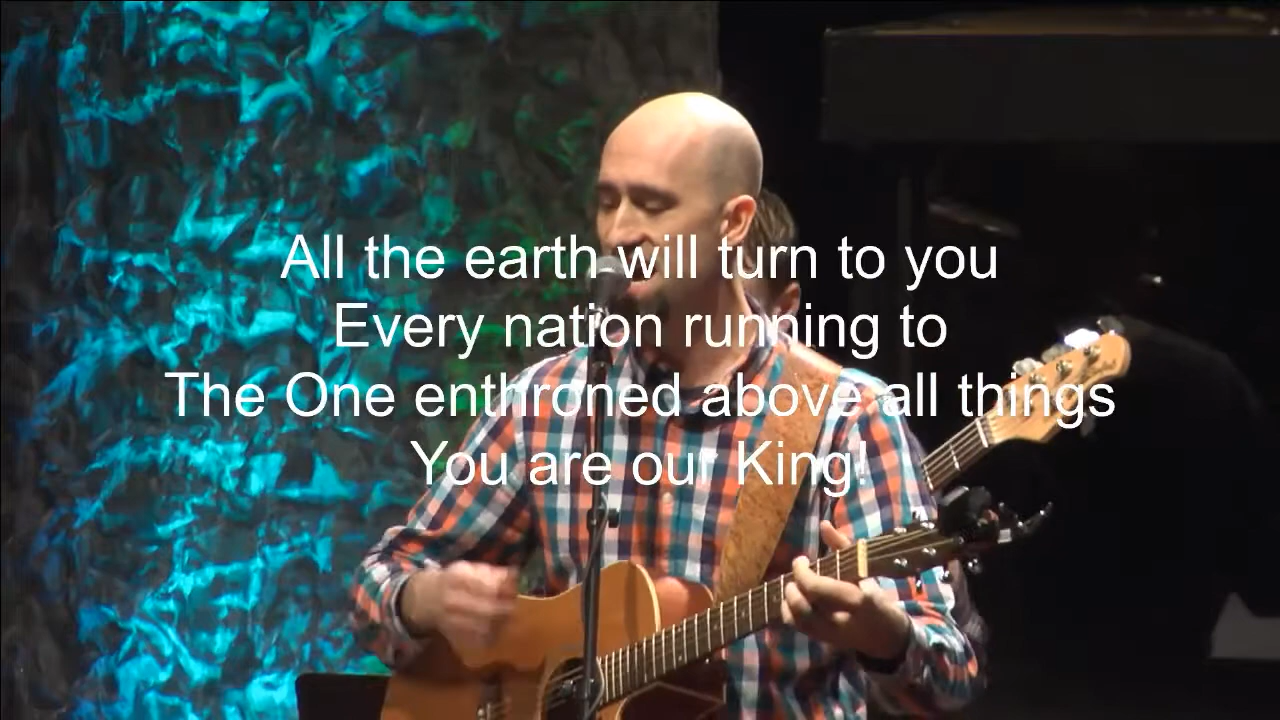 All the earth will turn to you
Every nation running to
The One enthroned above all things
You are our King!